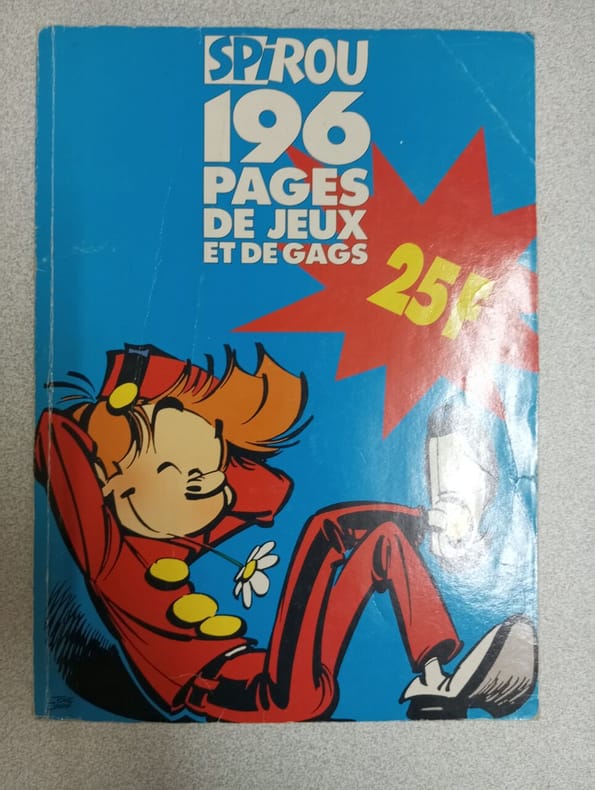 SPIROU
196
PAGES
DE JEUX
ET DE GAGS
25F